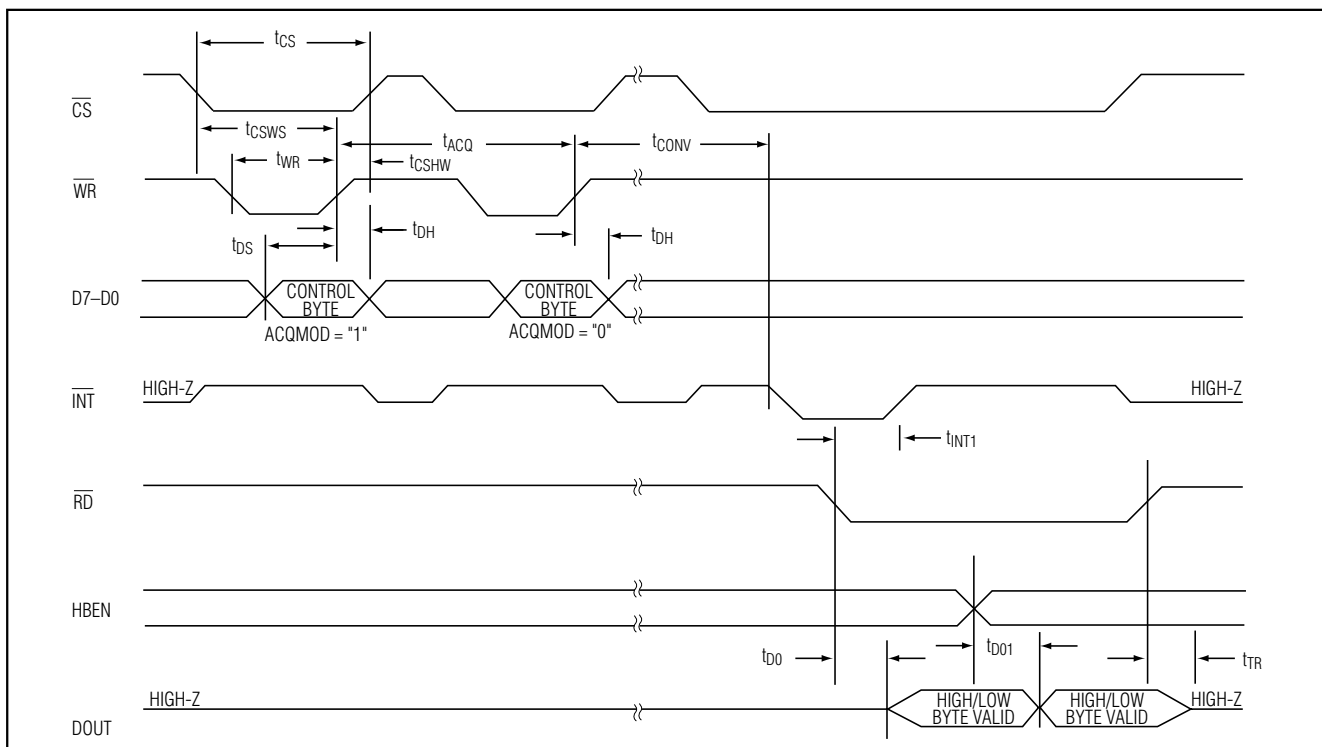 tCS
CS
tCSWS
tACQ
tCONV
tWR
tCSHW
WR
tDS
tDH
tDH
D7–D0
CONTROL
BYTE
CONTROL
BYTE
ACQMOD = "1"
ACQMOD = "0"
HIGH-Z
HIGH-Z
INT
tINT1
RD
HBEN
tD0
tD01
tTR
HIGH-Z
HIGH/LOW
BYTE VALID
HIGH/LOW
BYTE VALID
HIGH-Z
DOUT